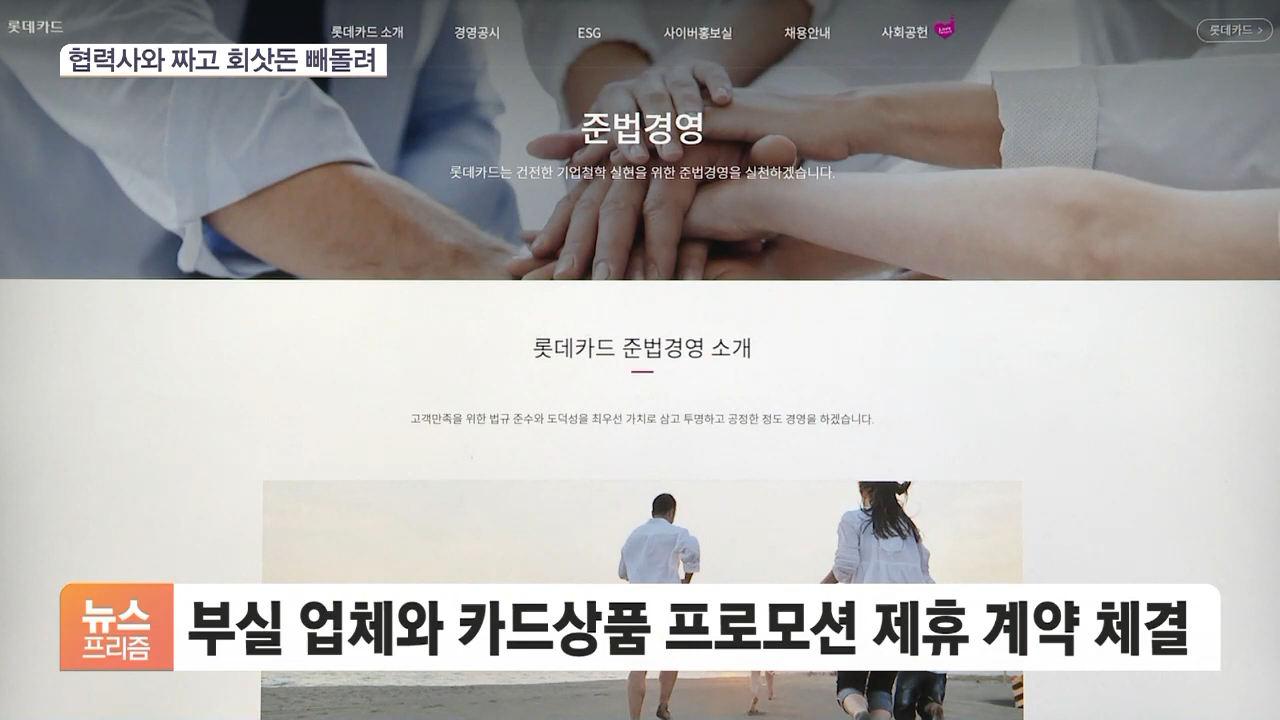 롯데카드
롯데카드 소개 경영공시 ESG 사이버홍보실 채용안내 사회공헌
롯데카드 >
협력사와 짜고 회삿돈 빼돌려
준법경영
롯데카드는 건전한 기업철학 실현을 위한 준법경영을 실천하겠습니다.
롯데카드 준법경영 소개
고객만족을 위한 법규 준수와 도덕성을 최우선 가치로 삼고 투명하고 공정한 정도 경영을 하겠습니다.
뉴스
프리즘
부실 업체와 카드상품 프로모션 제휴 계약 체결